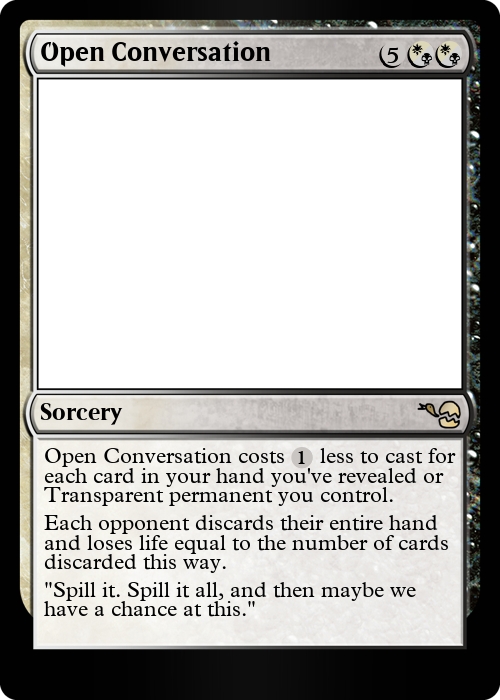 Open Conversation 5
Sorcery
Open Conversation costs 1 less to cast for
each card in your hand you've revealed or
Transparent permanent you control.
Each opponent discards their entire hand
and loses life equal to the number of cards
discarded this way.
"Spill it. Spill it all, and then maybe we
have a chance at this."